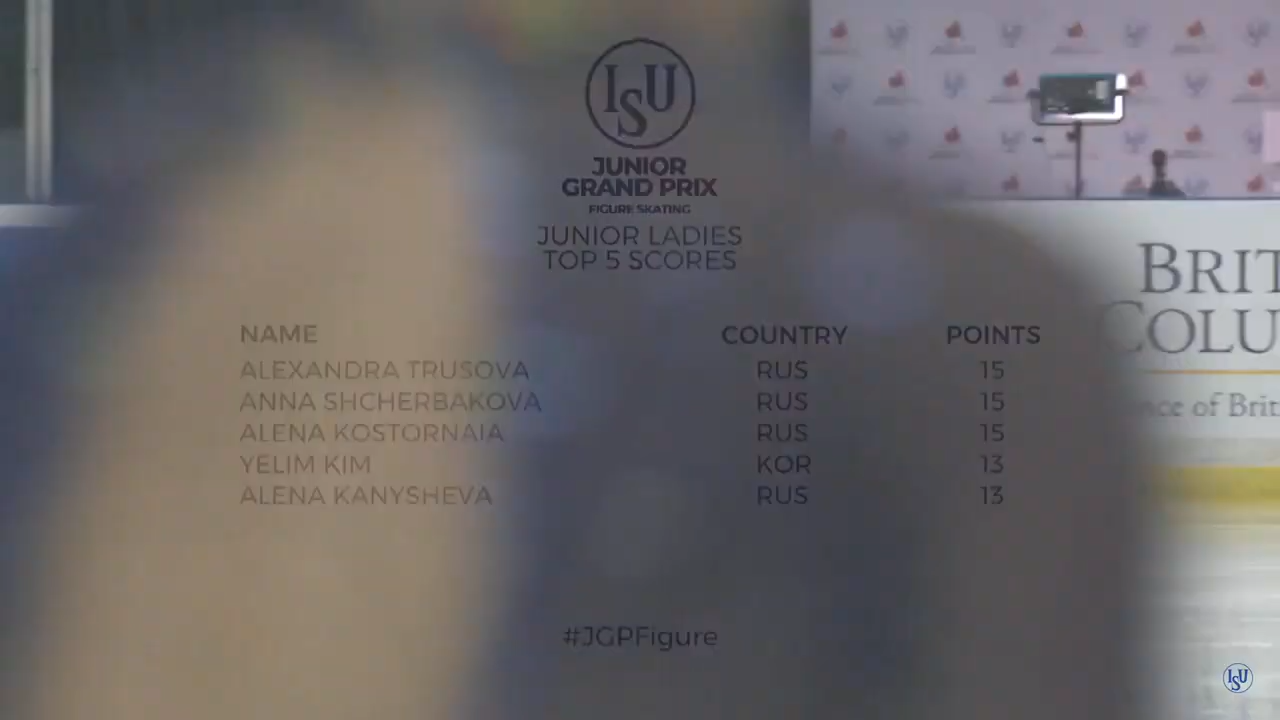 ISU
JUNIOR
GRAND PRIX
FIGURE SKATING
JUNIOR LADIES
TOP 5 SCORES
NAME COUNTRY POINTS
ALEXANDRA TRUSOVA RUS 15
ANNA SHCHERBAKOVA RUS 15
ALENA KOSTORNAIA RUS 15
YELIM KIM KOR 13
ALENA KANYSHEVA RUS 13
#JGPFigure
BRIT
COLU
nce of Brit
ISU